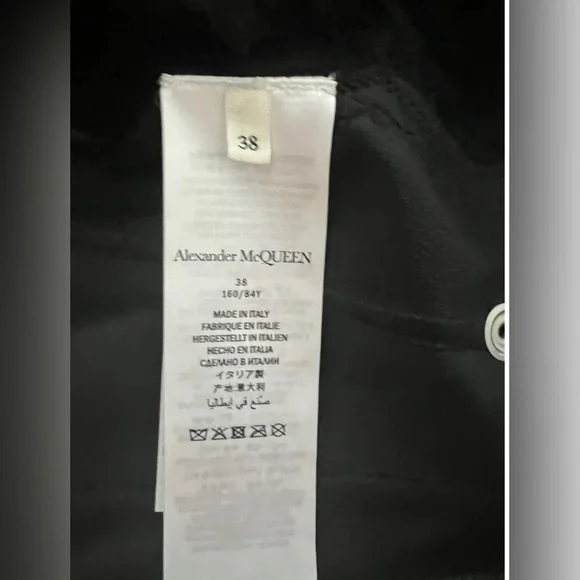 38
Alexander McQUEEN
38
160/84Y
MADE IN ITALY
FABRIQUE EN ITALIE
HERGESTELLT IN ITALIEN
HECHO EN ITALIA
СДЕЛАНО В ИТАЛИИ
イタリア製
产地:意大利
صنع في إيطاليا